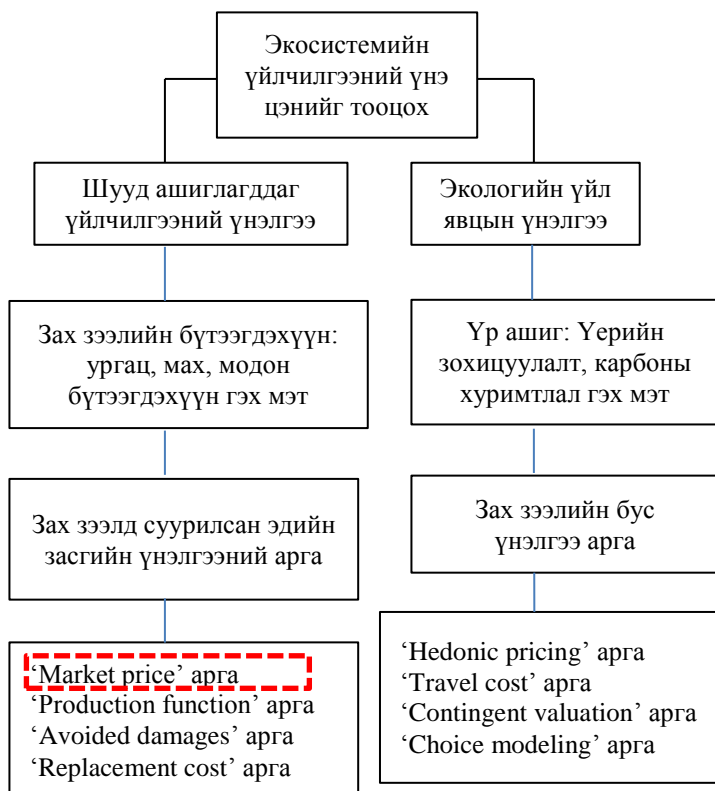 Экосистемийн
үйлчилгээний үнэ
цэнийг тооцох
Шууд ашиглагддаг
үйлчилгээний үнэлгээ
Экологийн үйл
явцын үнэлгээ
Зах зээлийн бүтээгдэхүүн:
ургац, мах, модон
бүтээгдэхүүн гэх мэт
Үр ашиг: Үерийн
зохицуулалт, карбоны
хуримтлал гэх мэт
Зах зээлд суурилсан эдийн
засгийн үнэлгээний арга
Зах зээлийн бус
үнэлгээ арга
‘Market price’ арга
‘Production function’ арга
‘Avoided damages’ арга
‘Replacement cost’ арга
‘Hedonic pricing’ арга
‘Travel cost’ арга
‘Contingent valuation’ арга
‘Choice modeling’ арга